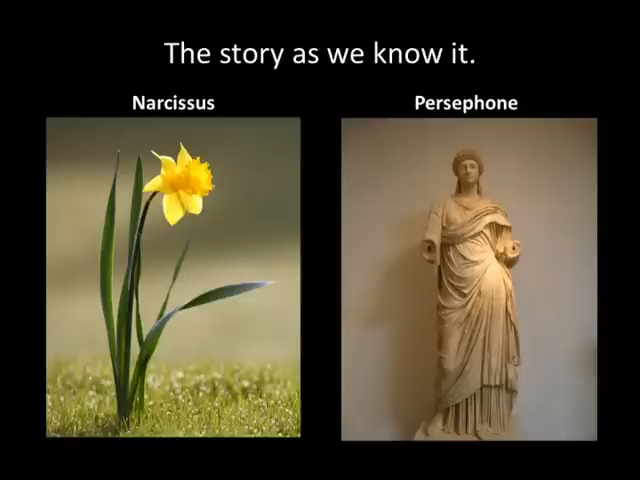 The story as we know it.
Narcissus
Persephone